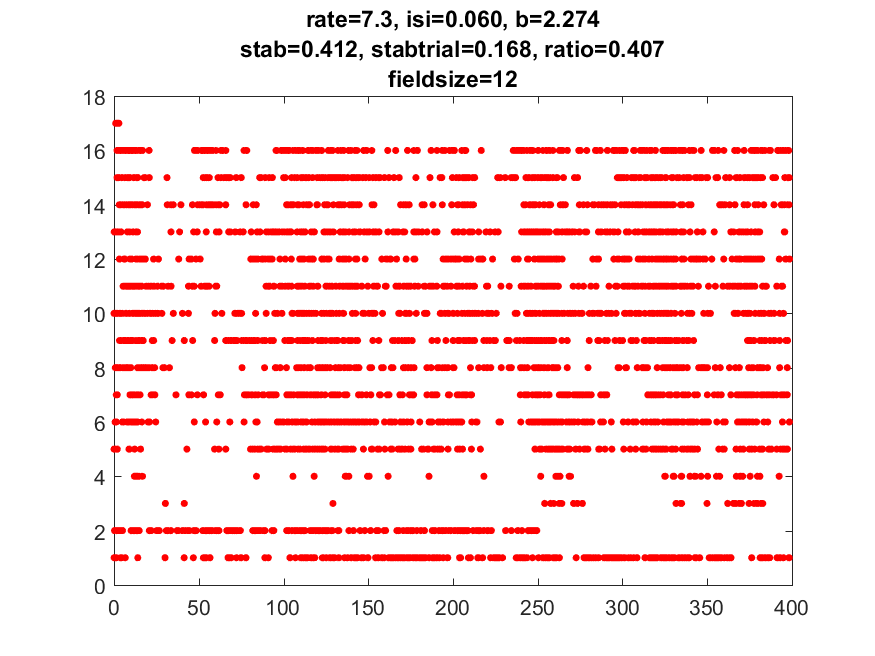 rate=7.3, isi=0.060, b=2.274
stab=0.412, stabtrial=0.168, ratio=0.407
fieldsize=12
18
16
14
12
10
8
6
4
2
0
0 50 100 150 200 250 300 350 400